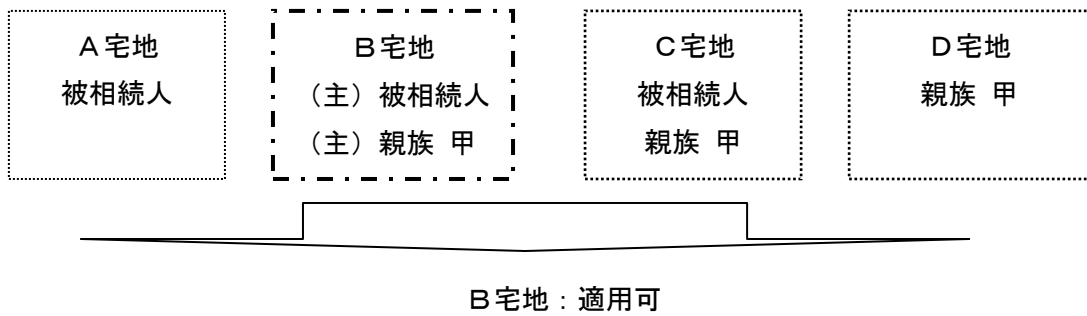 A宅地
被相続人
B宅地
(主)被相続人
(主)親族 甲
C宅地
被相続人
親族 甲
D宅地
親族 甲
B宅地:適用可